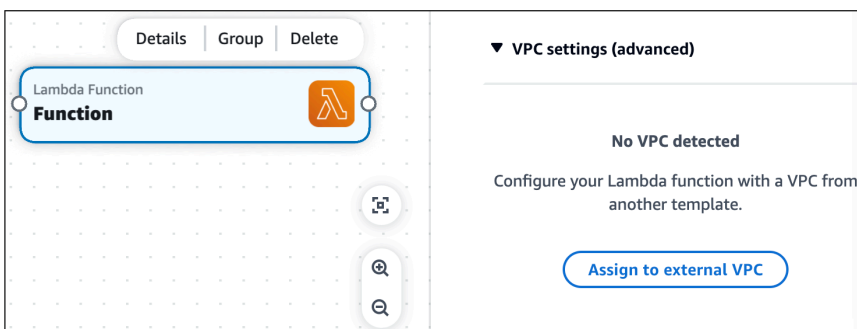 Details Group Delete
Lambda Function
Function
▼ VPC settings (advanced)
No VPC detected
Configure your Lambda function with a VPC from
another template.
Assign to external VPC